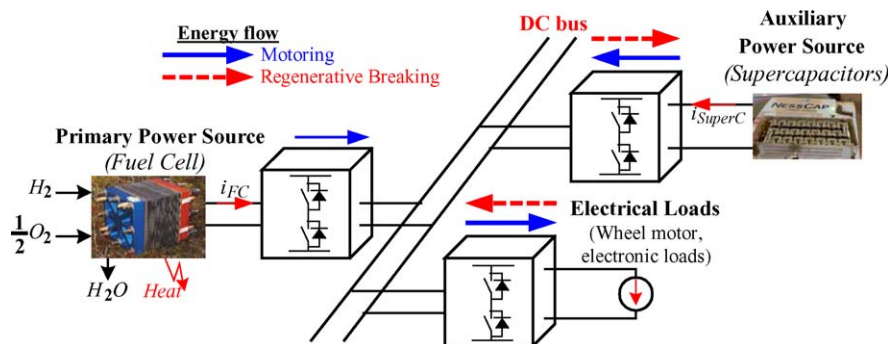 Energy flow
Motoring
Regenerative Breaking
DC bus
Auxiliary
Power Source
(Supercapacitors)
NESSCAP
iSuperC
Primary Power Source
(Fuel Cell)
H2
1/2 O2
iFC
H2O
Heat
Electrical Loads
(Wheel motor,
electronic loads)